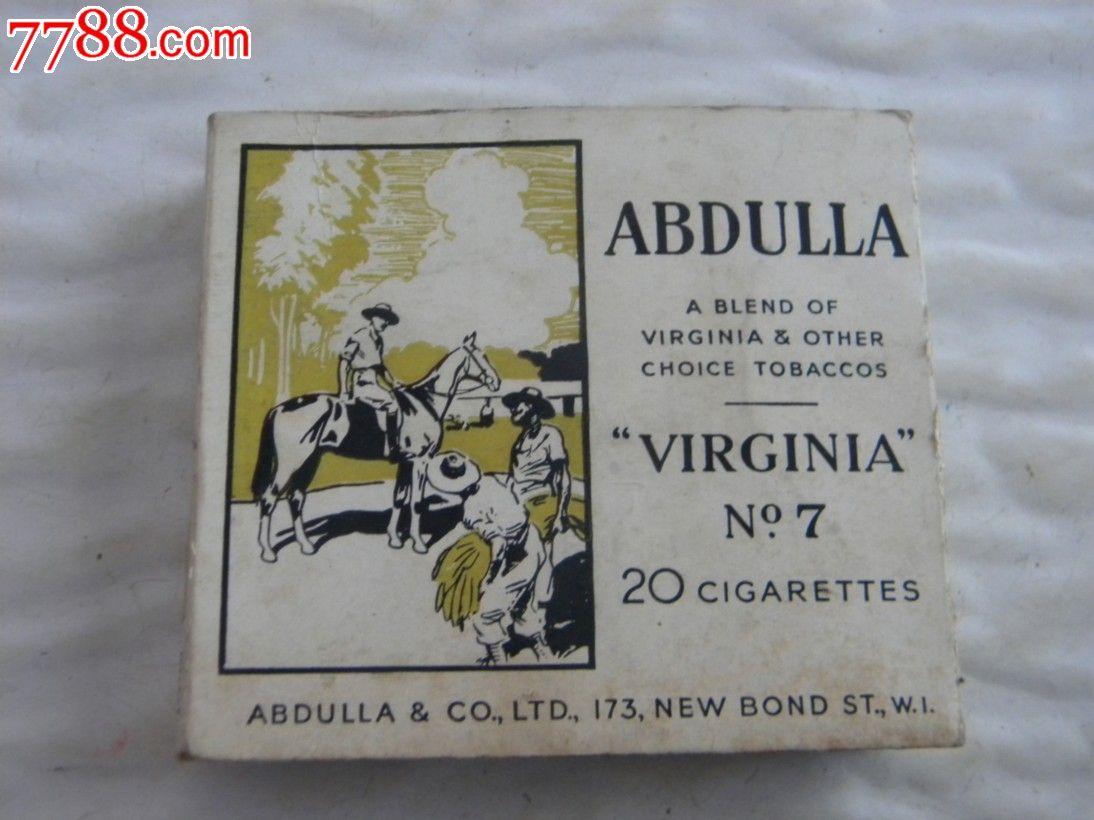 7788.com
ABDULLA
A BLEND OF
VIRGINIA & OTHER
CHOICE TOBACCOS
"VIRGINIA"
Nº 7
20 CIGARETTES
ABDULLA & CO., LTD., 173, NEW BOND ST., W.1.